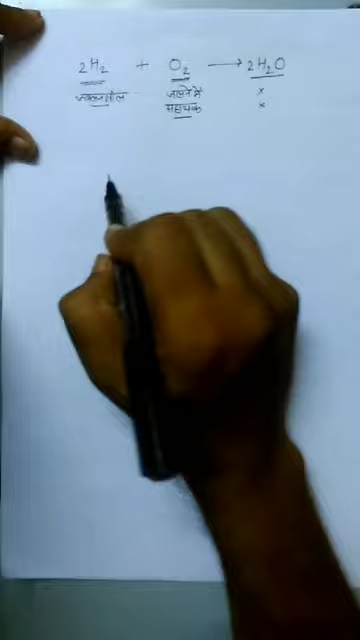 2H₂ + O₂ → 2H₂O
ज्वलनशील जलने में ×
सहायक ×